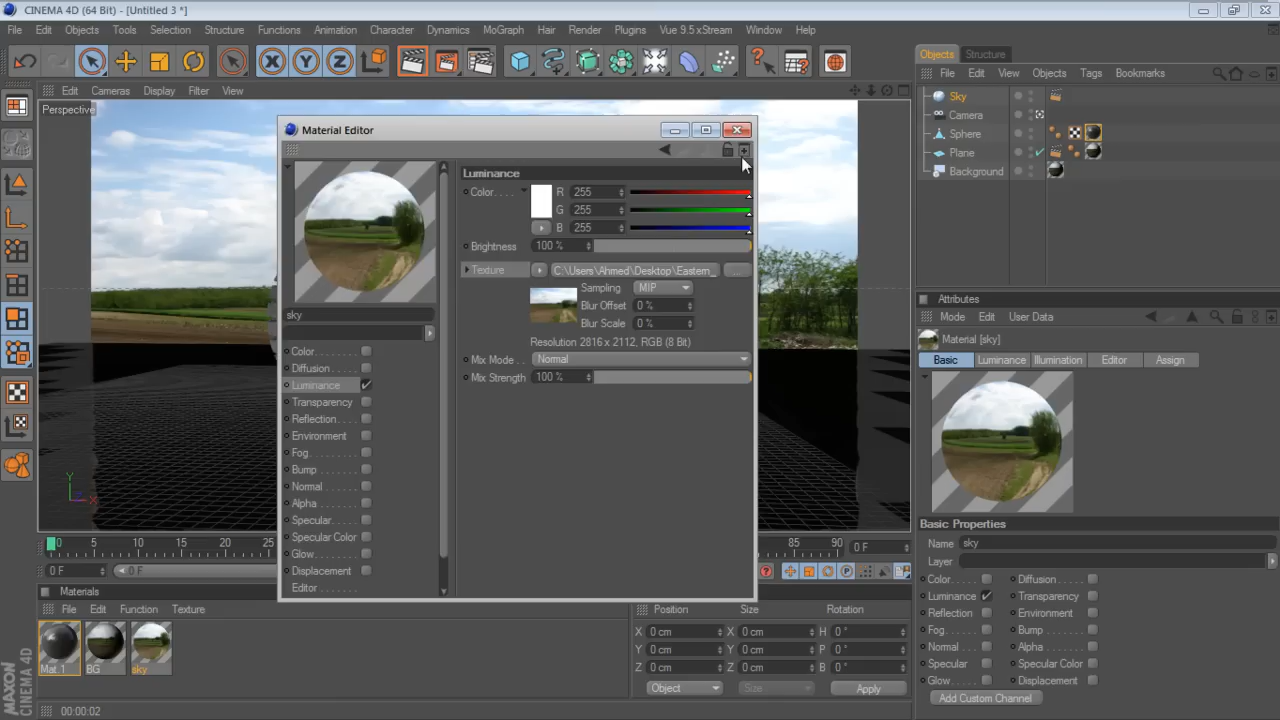 CINEMA 4D (64 Bit) - [Untitled 3 *]
File Edit Objects Tools Selection Structure Functions Animation Character Dynamics MoGraph Hair Render Plugins Vue 9.5 xStream Window Help
Objects Structure
File Edit View Objects Tags Bookmarks
Edit Cameras Display Filter View
Perspective
Sky
Camera
Sphere
Plane
Background
Material Editor
Luminance
Color . . . . R 255
G 255
B 255
Brightness 100 %
Texture C:\Users\Ahmed\Desktop\Eastern_ ...
Sampling MIP
Blur Offset 0 %
Blur Scale 0 %
Resolution 2816 x 2112, RGB (8 Bit)
Mix Mode . . Normal
Mix Strength 100 %
sky
Color
Diffusion
Luminance
Transparency
Reflection
Environment
Fog
Bump
Normal
Alpha
Specular
Specular Color
Glow
Displacement
Editor
Attributes
Mode Edit User Data
Material [sky]
Basic Luminance Illumination Editor Assign
Basic Properties
Name sky
Layer
Color Diffusion
Luminance Transparency
Reflection Environment
Fog Bump
Normal Alpha
Specular Specular Color
Glow Displacement
Add Custom Channel
0 5 10 15 20 25 85 90 0 F
0 F 0 F
Materials
File Edit Function Texture
Mat.1 BG sky
Position Size Rotation
X 0 cm X 0 cm H 0 °
Y 0 cm Y 0 cm P 0 °
Z 0 cm Z 0 cm B 0 °
Object Size Apply
MAXON
CINEMA 4D
00:00:02